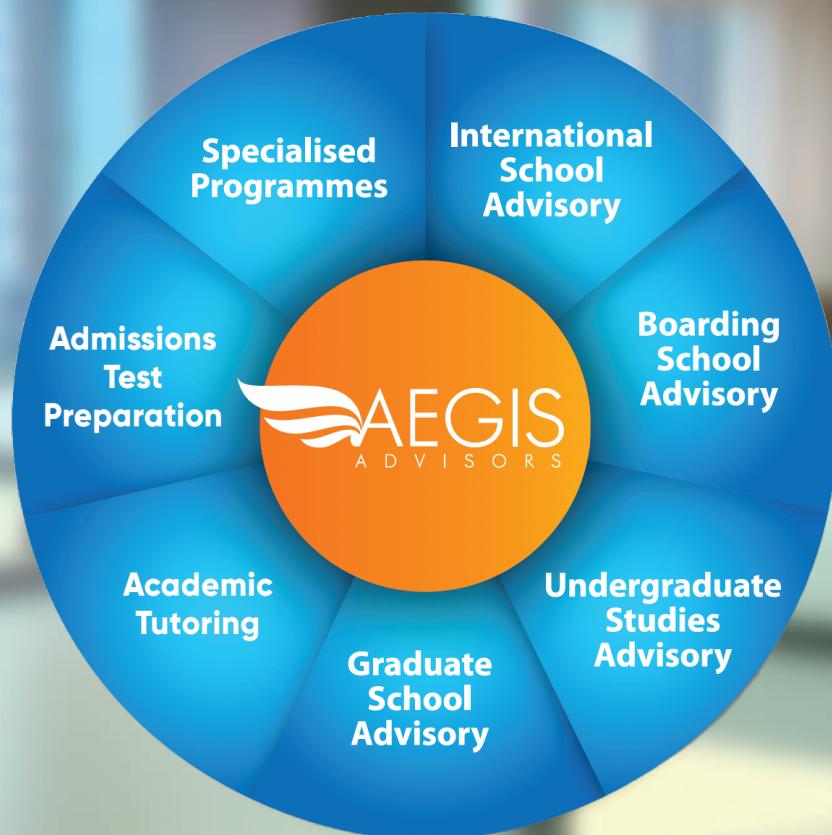 International
School
Advisory
Boarding
School
Advisory
Undergraduate
Studies
Advisory
Graduate
School
Advisory
Academic
Tutoring
Admissions
Test
Preparation
Specialised
Programmes
AEGIS
ADVISORS